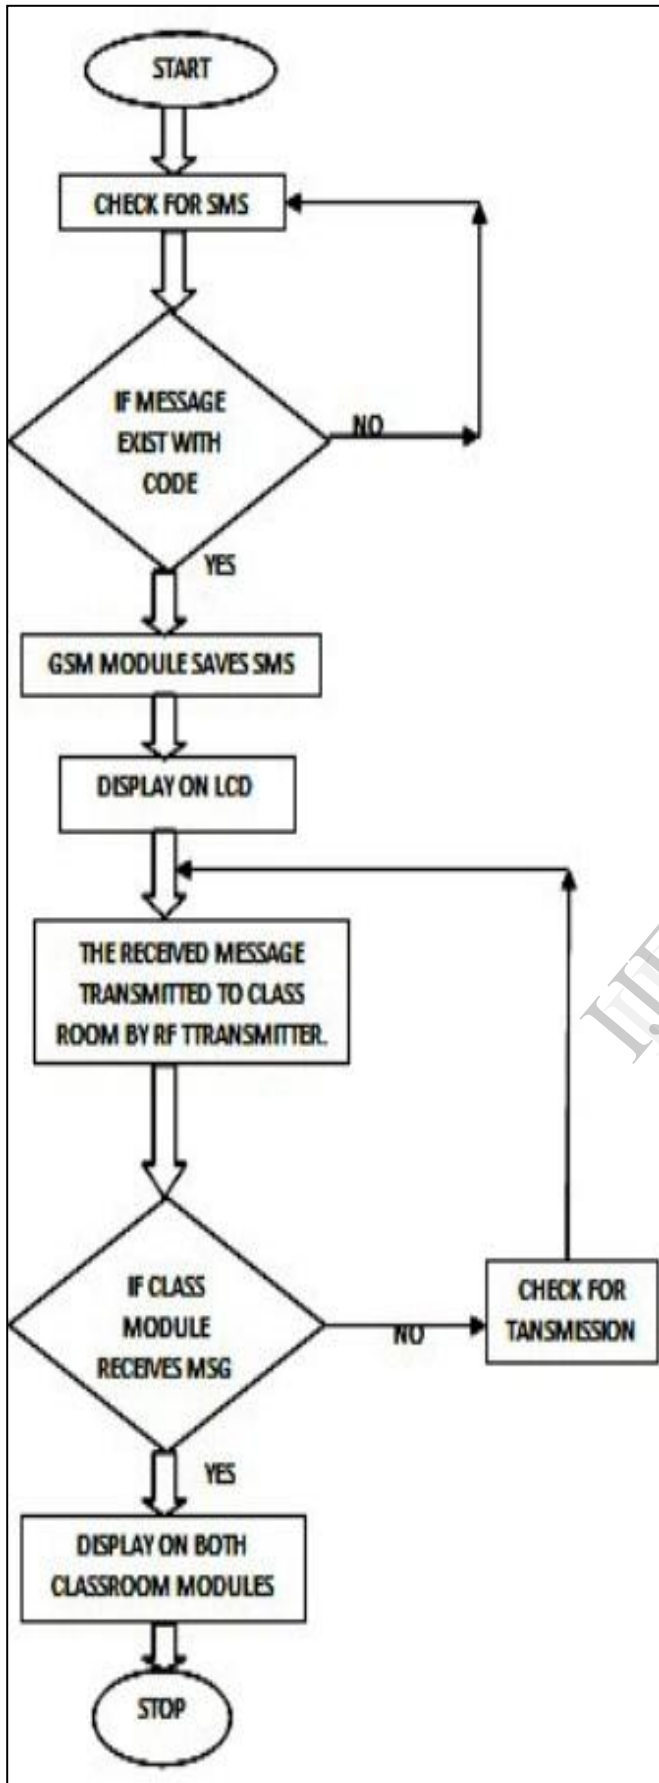 START
CHECK FOR SMS
IF MESSAGE
EXIST WITH
CODE
NO
YES
GSM MODULE SAVES SMS
DISPLAY ON LCD
THE RECEIVED MESSAGE
TRANSMITTED TO CLASS
ROOM BY RF TTRANSMITTER.
IF CLASS
MODULE
RECEIVES MSG
NO
CHECK FOR
TANSMISSION
YES
DISPLAY ON BOTH
CLASSROOM MODULES
STOP